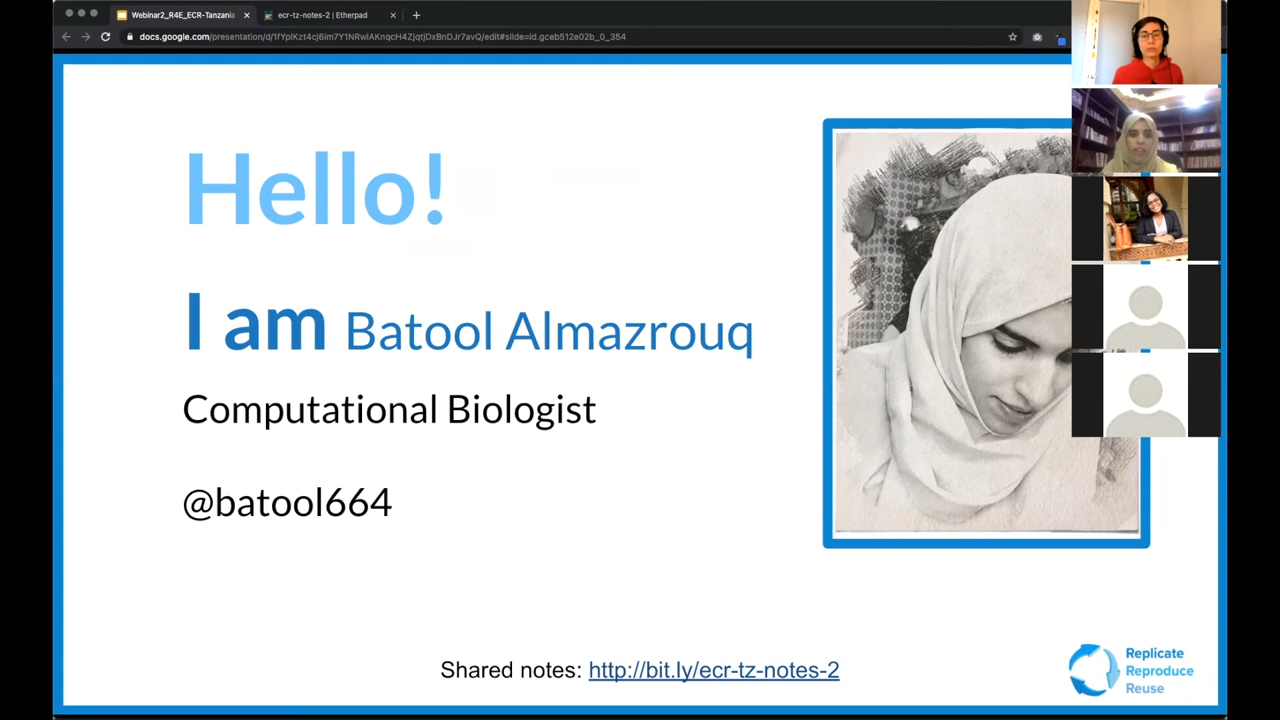 Webinar2_R4E_ECR-Tanzania
ecr-tz-notes-2 | Etherpad
docs.google.com/presentation/d/1fYplKzt4cj6im7Y1NRwlAKnqcH4ZjqtjDxBnDJr7avQ/edit#slide=id.gceb512e02b_0_354
Hello!
I am Batool Almazrouq
Computational Biologist
@batool664
Shared notes: http://bit.ly/ecr-tz-notes-2
Replicate
Reproduce
Reuse